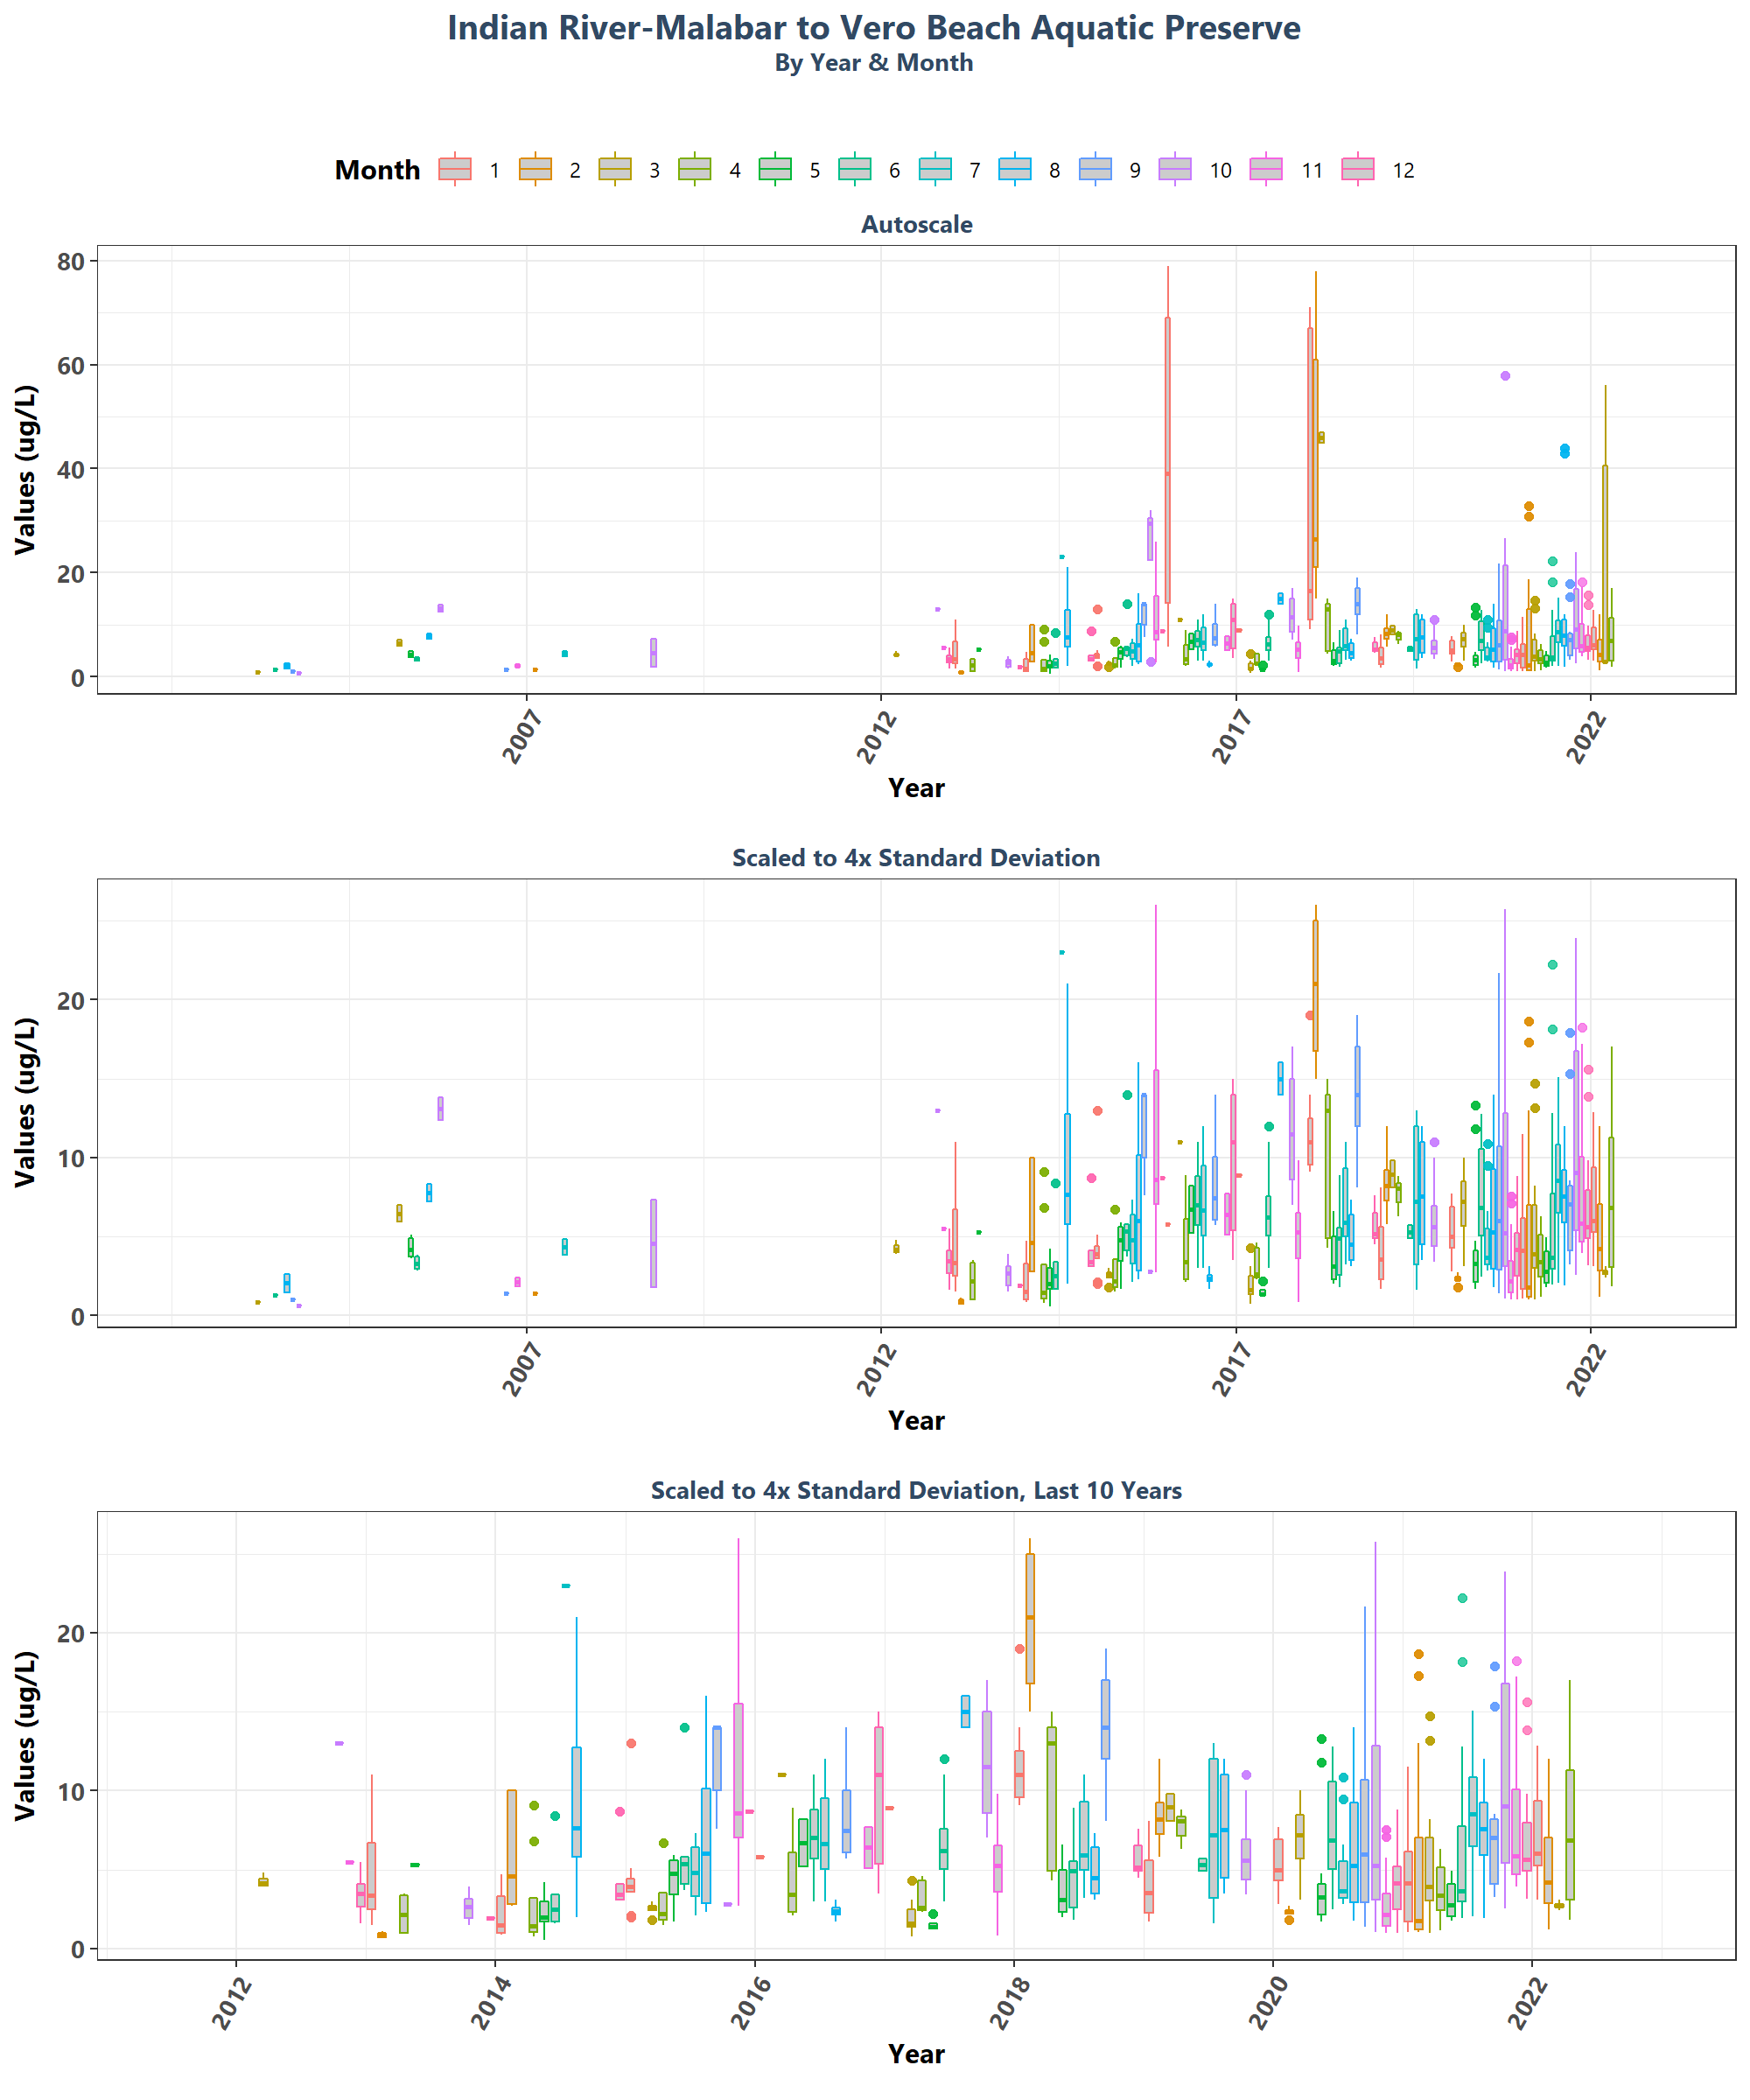 Indian River-Malabar to Vero Beach Aquatic Preserve
By Year & Month
Month 1 2 3 4 5 6 7 8 9 10 11 12
Autoscale
Values (ug/L)
80
60
40
20
0
2007 2012 2017 2022
Year
Scaled to 4x Standard Deviation
Values (ug/L)
20
10
0
2007 2012 2017 2022
Year
Scaled to 4x Standard Deviation, Last 10 Years
Values (ug/L)
20
10
0
2012 2014 2016 2018 2020 2022
Year